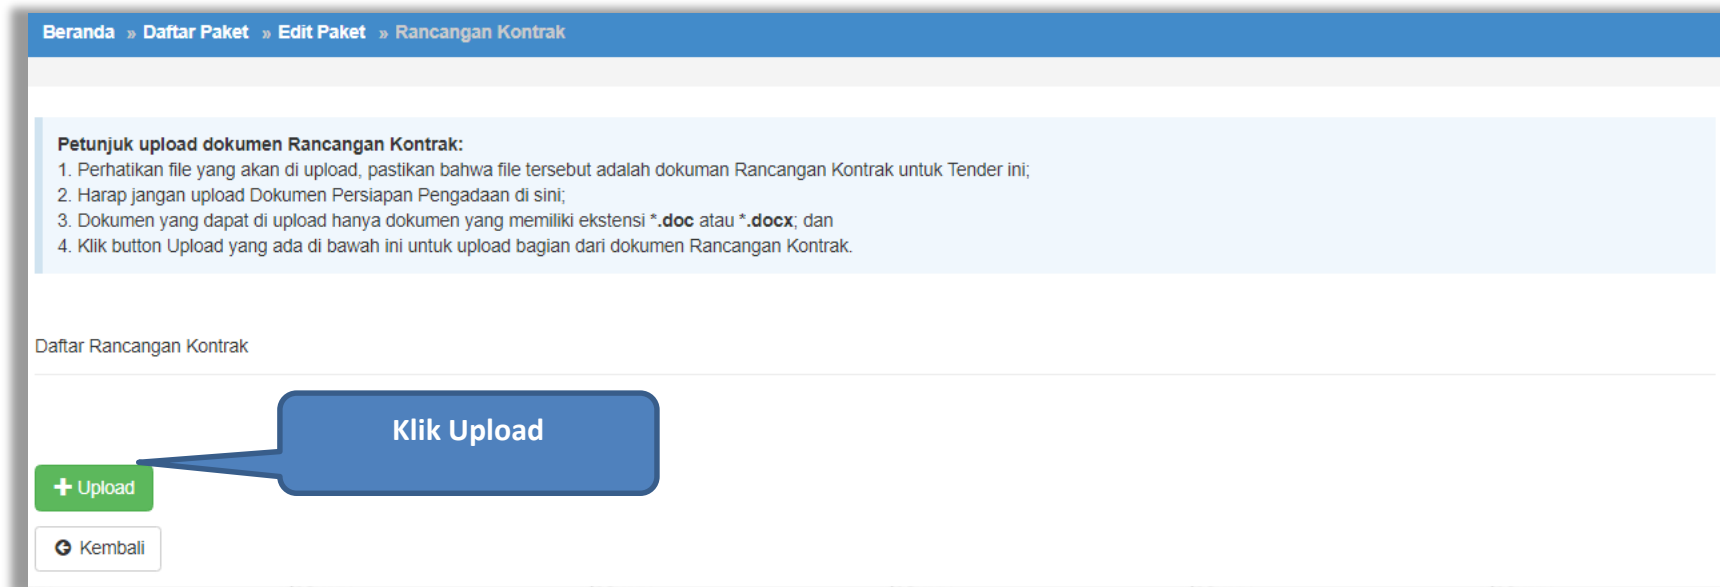 Beranda » Daftar Paket » Edit Paket » Rancangan Kontrak
Petunjuk upload dokumen Rancangan Kontrak:
1. Perhatikan file yang akan di upload, pastikan bahwa file tersebut adalah dokuman Rancangan Kontrak untuk Tender ini;
2. Harap jangan upload Dokumen Persiapan Pengadaan di sini;
3. Dokumen yang dapat di upload hanya dokumen yang memiliki ekstensi *.doc atau *.docx; dan
4. Klik button Upload yang ada di bawah ini untuk upload bagian dari dokumen Rancangan Kontrak.
Daftar Rancangan Kontrak
Klik Upload
Upload
Kembali